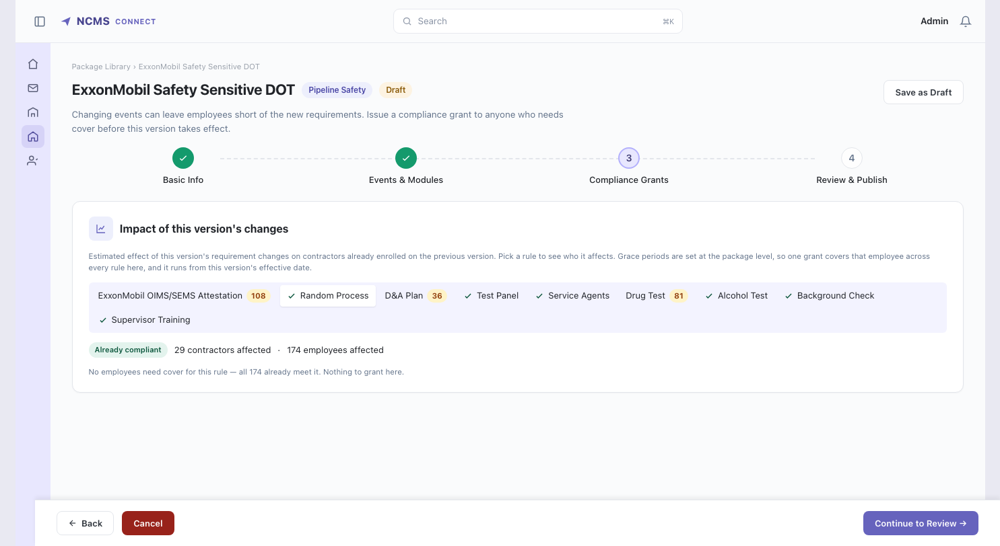 NCMS CONNECT
Search
⌘K
Admin
Package Library › ExxonMobil Safety Sensitive DOT
ExxonMobil Safety Sensitive DOT
Pipeline Safety
Draft
Save as Draft
Changing events can leave employees short of the new requirements. Issue a compliance grant to anyone who needs
cover before this version takes effect.
3
4
Basic Info
Events & Modules
Compliance Grants
Review & Publish
Impact of this version's changes
Estimated effect of this version's requirement changes on contractors already enrolled on the previous version. Pick a rule to see who it affects. Grace periods are set at the package level, so one grant covers that employee across
every rule here, and it runs from this version's effective date.
ExxonMobil OIMS/SEMS Attestation 108
Random Process
D&A Plan 36
Test Panel
Service Agents
Drug Test 81
Alcohol Test
Background Check
Supervisor Training
Already compliant 29 contractors affected · 174 employees affected
No employees need cover for this rule — all 174 already meet it. Nothing to grant here.
← Back
Cancel
Continue to Review →